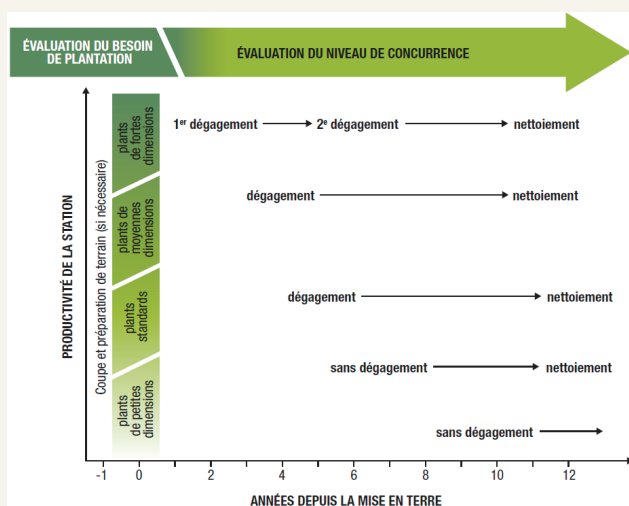 ÉVALUATION DU BESOIN
DE PLANTATION
ÉVALUATION DU NIVEAU DE CONCURRENCE
PRODUCTIVITÉ DE LA STATION
Coupe et préparation de terrain (si nécessaire)
plants
de fortes
dimensions
1er dégagement
2e dégagement
nettoiement
plants de
moyennes
dimensions
dégagement
nettoiement
plants
standards
dégagement
nettoiement
sans dégagement
nettoiement
plants
de petites
dimensions
sans dégagement
-1 0 2 4 6 8 10 12
ANNÉES DEPUIS LA MISE EN TERRE